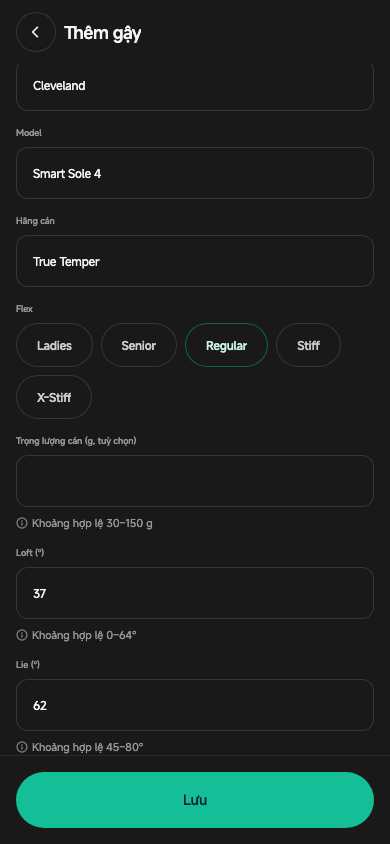 Thêm gậy
Cleveland
Model
Smart Sole 4
Hãng cán
True Temper
Flex
Ladies
Senior
Regular
Stiff
X-Stiff
Trọng lượng cán (g, tuỳ chọn)
Khoảng hợp lệ 30–150 g
Loft (°)
37
Khoảng hợp lệ 0–64°
Lie (°)
62
Khoảng hợp lệ 45–80°
Lưu